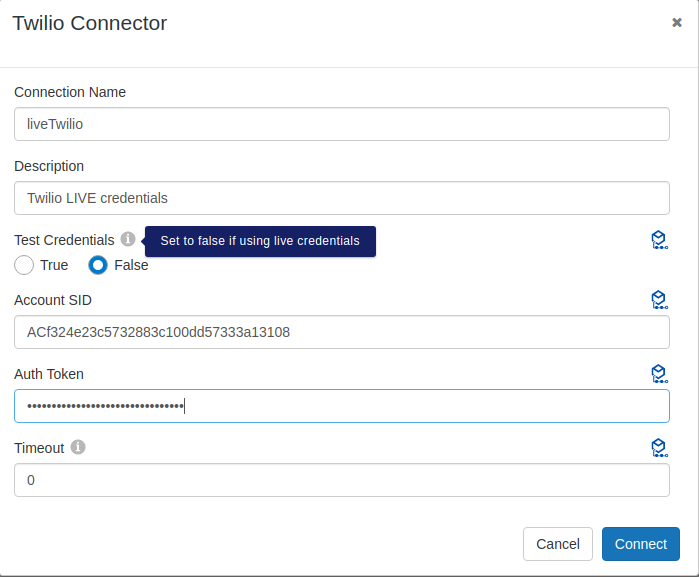 Twilio Connector
Connection Name
liveTwilio
Description
Twilio LIVE credentials
Test Credentials
Set to false if using live credentials
True False
Account SID
ACf324e23c5732883c100dd57333a13108
Auth Token
••••••••••••••••••••••••••••••••
Timeout
0
Cancel Connect